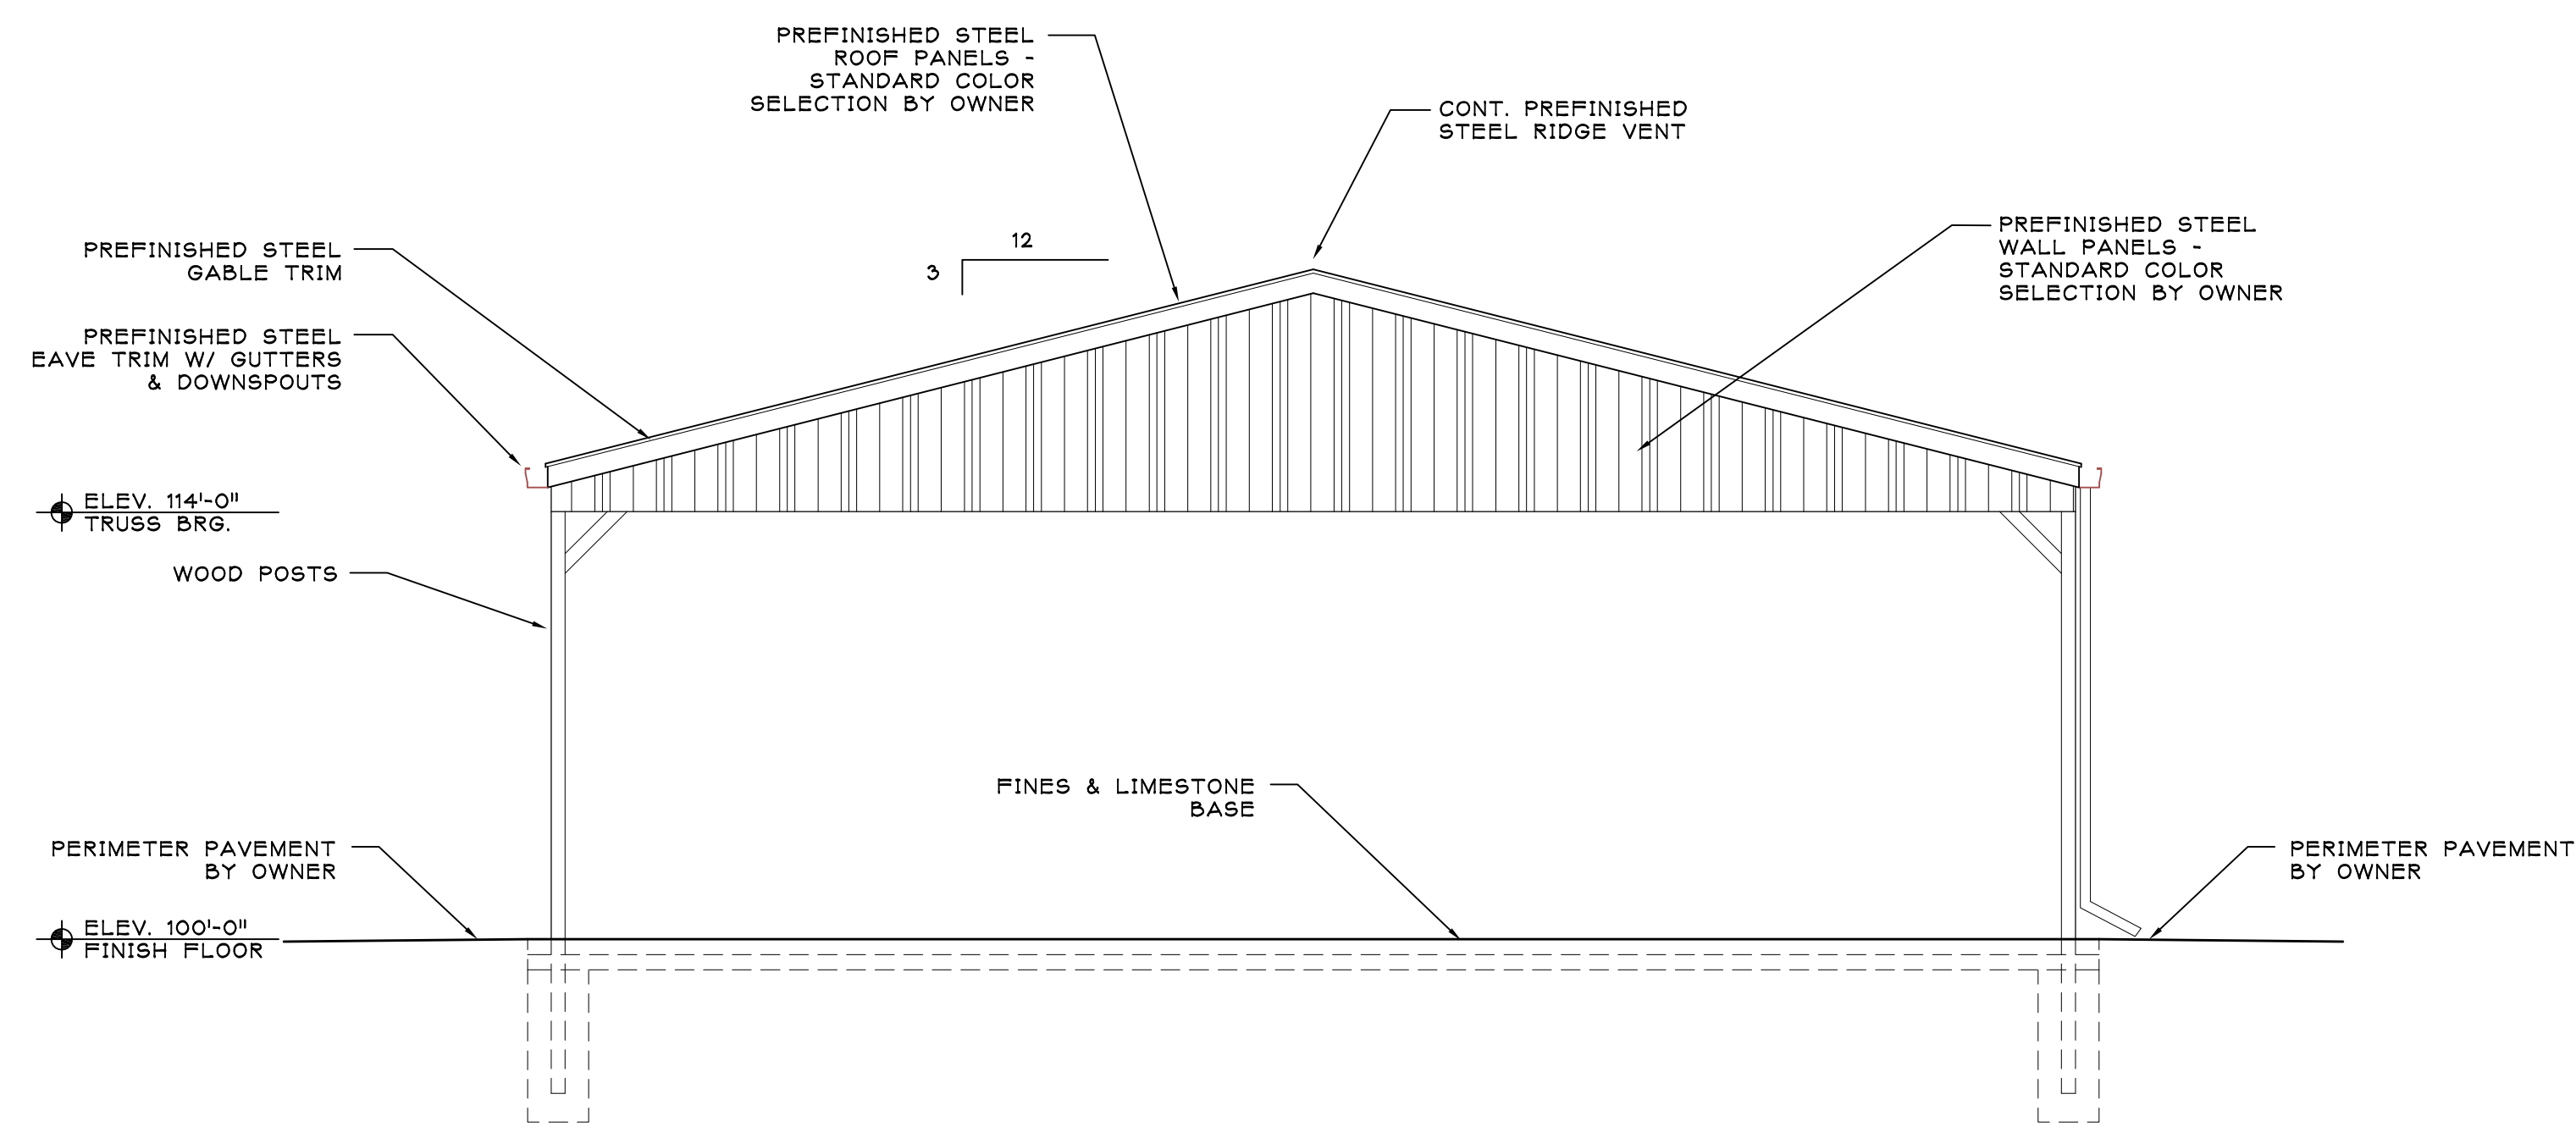 PREFINISHED STEEL
ROOF PANELS -
STANDARD COLOR
SELECTION BY OWNER
CONT. PREFINISHED
STEEL RIDGE VENT
PREFINISHED STEEL
WALL PANELS -
STANDARD COLOR
SELECTION BY OWNER
12
3
PREFINISHED STEEL
GABLE TRIM
PREFINISHED STEEL
EAVE TRIM W/ GUTTERS
& DOWNSPOUTS
ELEV. 114'-0"
TRUSS BRG.
WOOD POSTS
FINES & LIMESTONE
BASE
PERIMETER PAVEMENT
BY OWNER
PERIMETER PAVEMENT
BY OWNER
ELEV. 100'-0"
FINISH FLOOR